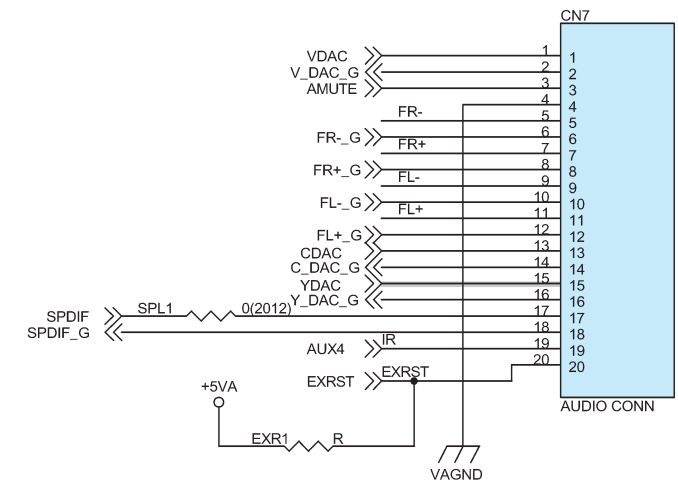 CN7
VDAC 1 1
V_DAC_G 2 2
AMUTE 3 3
4 4
FR- 5 5
FR-_G 6 6
FR+ 7 7
FR+_G 8 8
FL- 9 9
FL-_G 10 10
FL+ 11 11
FL+_G 12 12
CDAC 13 13
C_DAC_G 14 14
YDAC 15 15
Y_DAC_G 16 16
SPDIF SPL1 0(2012) 17 17
SPDIF_G 18 18
AUX4 IR 19 19
EXRST EXRST 20 20
+5VA
AUDIO CONN
EXR1 R
VAGND